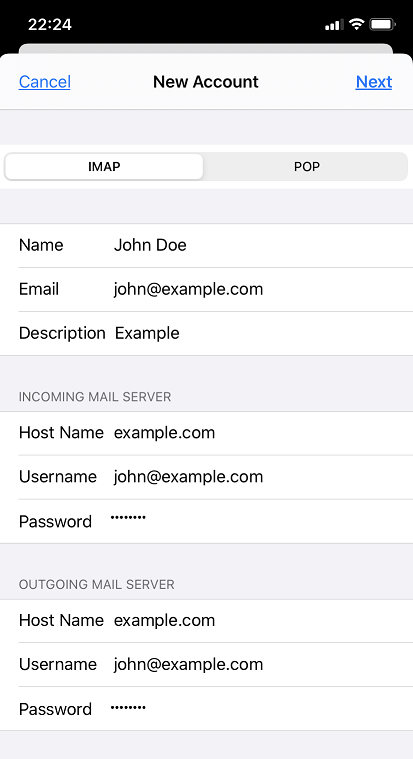 22:24
Cancel New Account Next
IMAP POP
Name John Doe
Email john@example.com
Description Example
INCOMING MAIL SERVER
Host Name example.com
Username john@example.com
Password ••••••••
OUTGOING MAIL SERVER
Host Name example.com
Username john@example.com
Password ••••••••